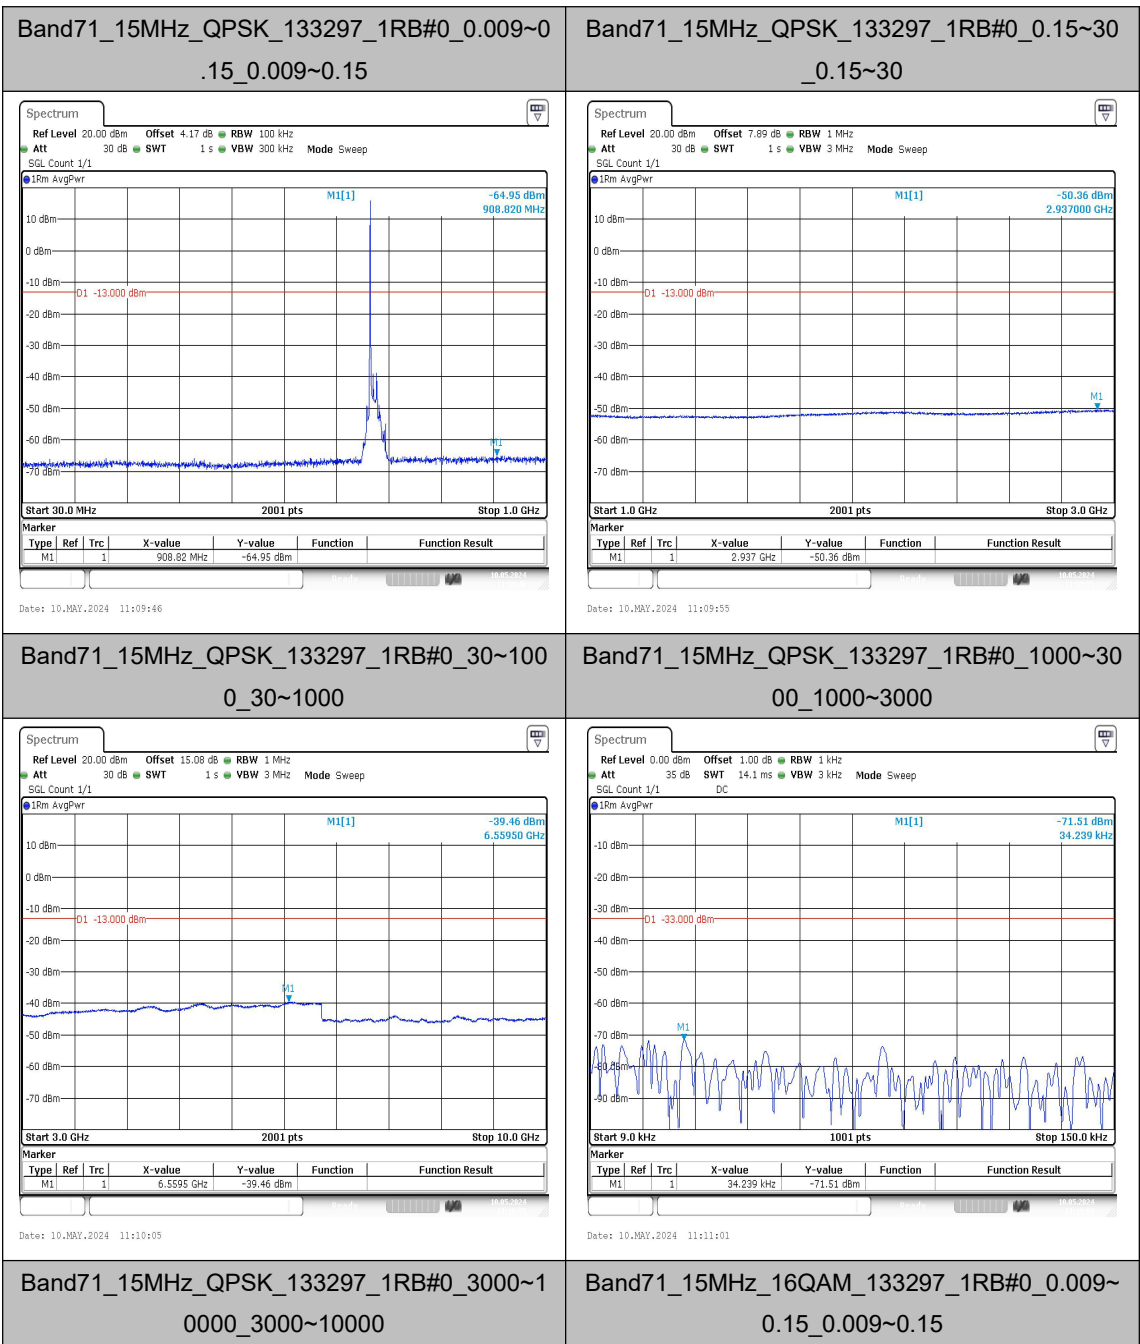 Band71_15MHz_QPSK_133297_1RB#0_0.009~0
.15_0.009~0.15
Band71_15MHz_QPSK_133297_1RB#0_0.15~30
_0.15~30
Spectrum
Ref Level 20.00 dBm Offset 4.17 dB RBW 100 kHz
Att 30 dB SWT 1 s VBW 300 kHz Mode Sweep
SGL Count 1/1
1Rm AvgPwr
M1[1] -64.95 dBm
908.820 MHz
10 dBm
0 dBm
-10 dBm
D1 -13.000 dBm
-20 dBm
-30 dBm
-40 dBm
-50 dBm
-60 dBm
M1
-70 dBm
Start 30.0 MHz 2001 pts Stop 1.0 GHz
Marker
Type Ref Trc X-value Y-value Function Function Result
M1 1 908.82 MHz -64.95 dBm
Ready 10.05.2024
Date: 10.MAY.2024 11:09:46
Spectrum
Ref Level 20.00 dBm Offset 7.89 dB RBW 1 MHz
Att 30 dB SWT 1 s VBW 3 MHz Mode Sweep
SGL Count 1/1
1Rm AvgPwr
M1[1] -50.36 dBm
2.937000 GHz
10 dBm
0 dBm
-10 dBm
D1 -13.000 dBm
-20 dBm
-30 dBm
-40 dBm
M1
-50 dBm
-60 dBm
-70 dBm
Start 1.0 GHz 2001 pts Stop 3.0 GHz
Marker
Type Ref Trc X-value Y-value Function Function Result
M1 1 2.937 GHz -50.36 dBm
Ready 10.05.2024
Date: 10.MAY.2024 11:09:55
Band71_15MHz_QPSK_133297_1RB#0_30~100
0_30~1000
Band71_15MHz_QPSK_133297_1RB#0_1000~30
00_1000~3000
Spectrum
Ref Level 20.00 dBm Offset 15.08 dB RBW 1 MHz
Att 30 dB SWT 1 s VBW 3 MHz Mode Sweep
SGL Count 1/1
1Rm AvgPwr
M1[1] -39.46 dBm
6.55950 GHz
10 dBm
0 dBm
-10 dBm
D1 -13.000 dBm
-20 dBm
-30 dBm
M1
-40 dBm
-50 dBm
-60 dBm
-70 dBm
Start 3.0 GHz 2001 pts Stop 10.0 GHz
Marker
Type Ref Trc X-value Y-value Function Function Result
M1 1 6.5595 GHz -39.46 dBm
Ready 10.05.2024
Date: 10.MAY.2024 11:10:05
Spectrum
Ref Level 0.00 dBm Offset 1.00 dB RBW 1 kHz
Att 35 dB SWT 14.1 ms VBW 3 kHz Mode Sweep
SGL Count 1/1 DC
1Rm AvgPwr
M1[1] -71.51 dBm
34.239 kHz
-10 dBm
-20 dBm
-30 dBm
D1 -33.000 dBm
-40 dBm
-50 dBm
-60 dBm
M1
-70 dBm
-80 dBm
-90 dBm
Start 9.0 kHz 1001 pts Stop 150.0 kHz
Marker
Type Ref Trc X-value Y-value Function Function Result
M1 1 34.239 kHz -71.51 dBm
Ready 10.05.2024
Date: 10.MAY.2024 11:11:01
Band71_15MHz_QPSK_133297_1RB#0_3000~1
0000_3000~10000
Band71_15MHz_16QAM_133297_1RB#0_0.009~
0.15_0.009~0.15